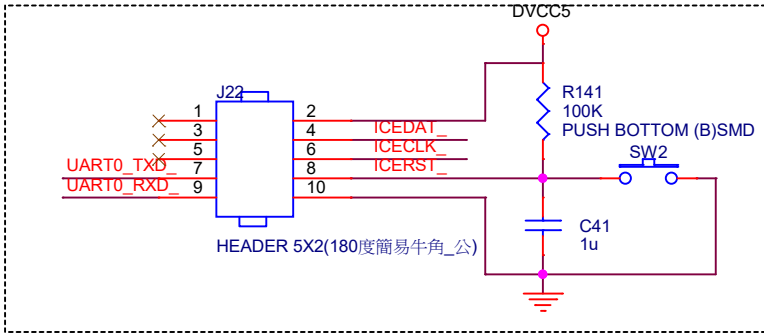 DVCC5
J22
R141
100K
PUSH BOTTOM (B)SMD
SW2
1
2
3
4
ICEDAT_
5
6
ICECLK_
UART0_TXD_
7
8
ICERST_
UART0_RXD_
9
10
C41
1u
HEADER 5X2(180度簡易牛角_公)